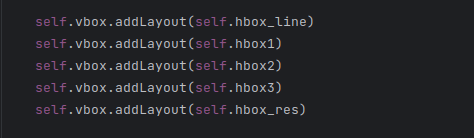 self.vbox.addLayout(self.hbox_line)
self.vbox.addLayout(self.hbox1)
self.vbox.addLayout(self.hbox2)
self.vbox.addLayout(self.hbox3)
self.vbox.addLayout(self.hbox_res)